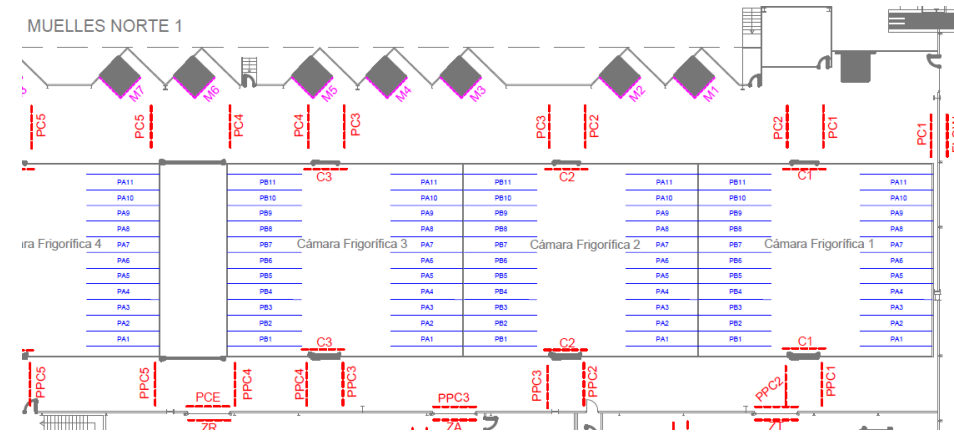 MUELLES NORTE 1
M7
M6
M5
M4
M3
M2
M1
PC5
PC5
PC4
PC4
PC3
PC3
PC2
PC2
PC1
PC1
C3
C2
C1
PA11 PB11 PA11 PB11 PA11 PB11 PA11
PA10 PB10 PA10 PB10 PA10 PB10 PA10
PA9 PB9 PA9 PB9 PA9 PB9 PA9
PA8 PB8 PA8 PB8 PA8 PB8 PA8
ara Frigorífica 4 PA7 PB7 Cámara Frigorífica 3 PA7 PB7 Cámara Frigorífica 2 PA7 PB7 Cámara Frigorífica 1 PA7
PA6 PB6 PA6 PB6 PA6 PB6 PA6
PA5 PB5 PA5 PB5 PA5 PB5 PA5
PA4 PB4 PA4 PB4 PA4 PB4 PA4
PA3 PB3 PA3 PB3 PA3 PB3 PA3
PA2 PB2 PA2 PB2 PA2 PB2 PA2
PA1 PB1 PA1 PB1 PA1 PB1 PA1
C3
C2
C1
PPC5
PPC5
PPC4
PPC4
PPC3
PPC3
PPC2
PPC2
PPC1
PCE
PPC3
ZR
ZA
ZT